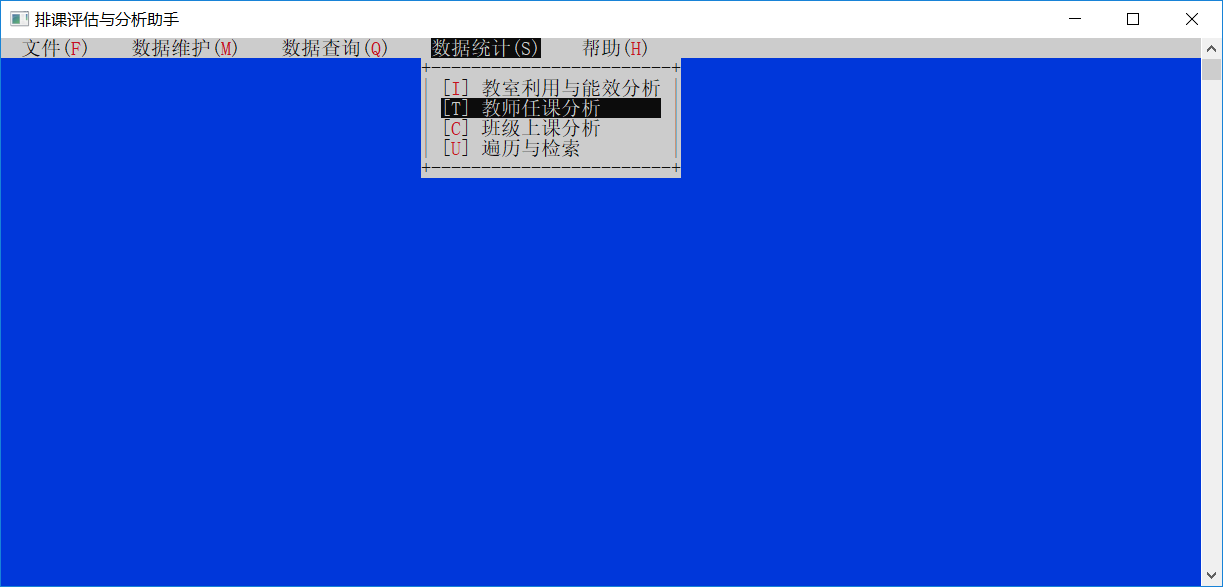 排课评估与分析助手
文件(F) 数据维护(M) 数据查询(Q) 数据统计(S) 帮助(H)
[I] 教室利用与能效分析
[T] 教师任课分析
[C] 班级上课分析
[U] 遍历与检索